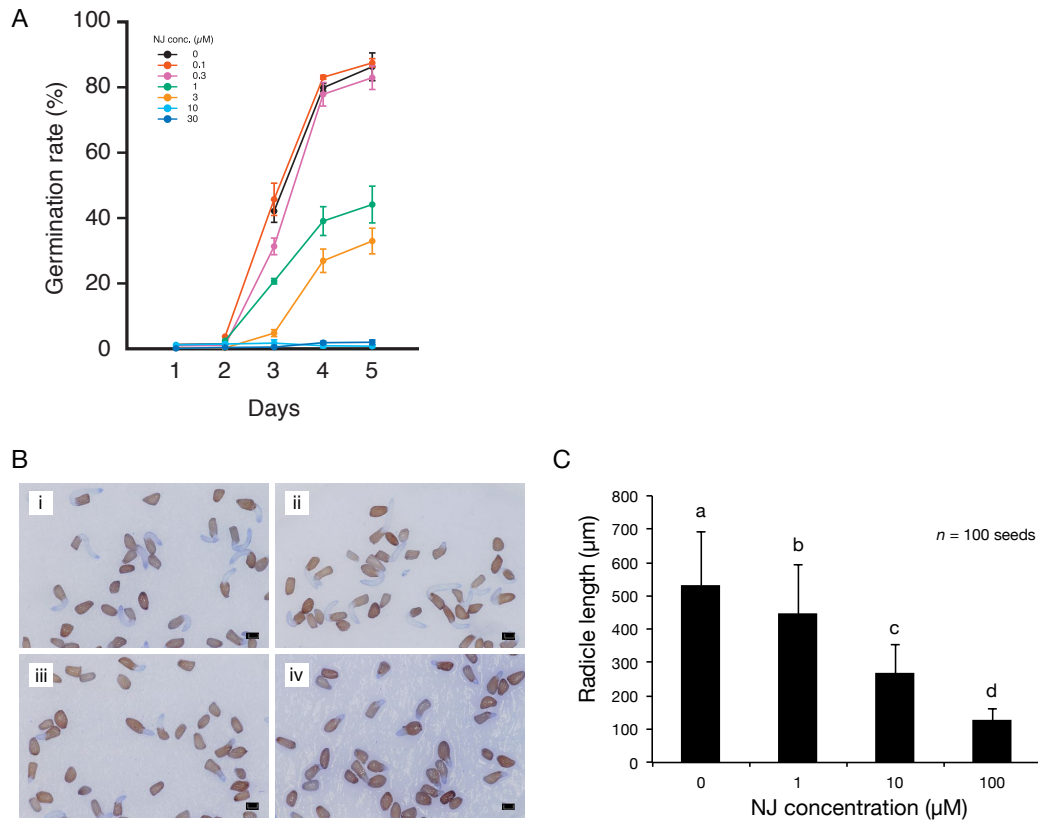 A
100
80
60
40
20
0
Germination rate (%)
NJ conc. (µM)
0
0.1
0.3
1
3
10
30
1 2 3 4 5
Days
B
i
ii
iii
iv
C
800
700
600
500
400
300
200
100
0
Radicle length (µm)
a
b
c
d
n = 100 seeds
0 1 10 100
NJ concentration (µM)